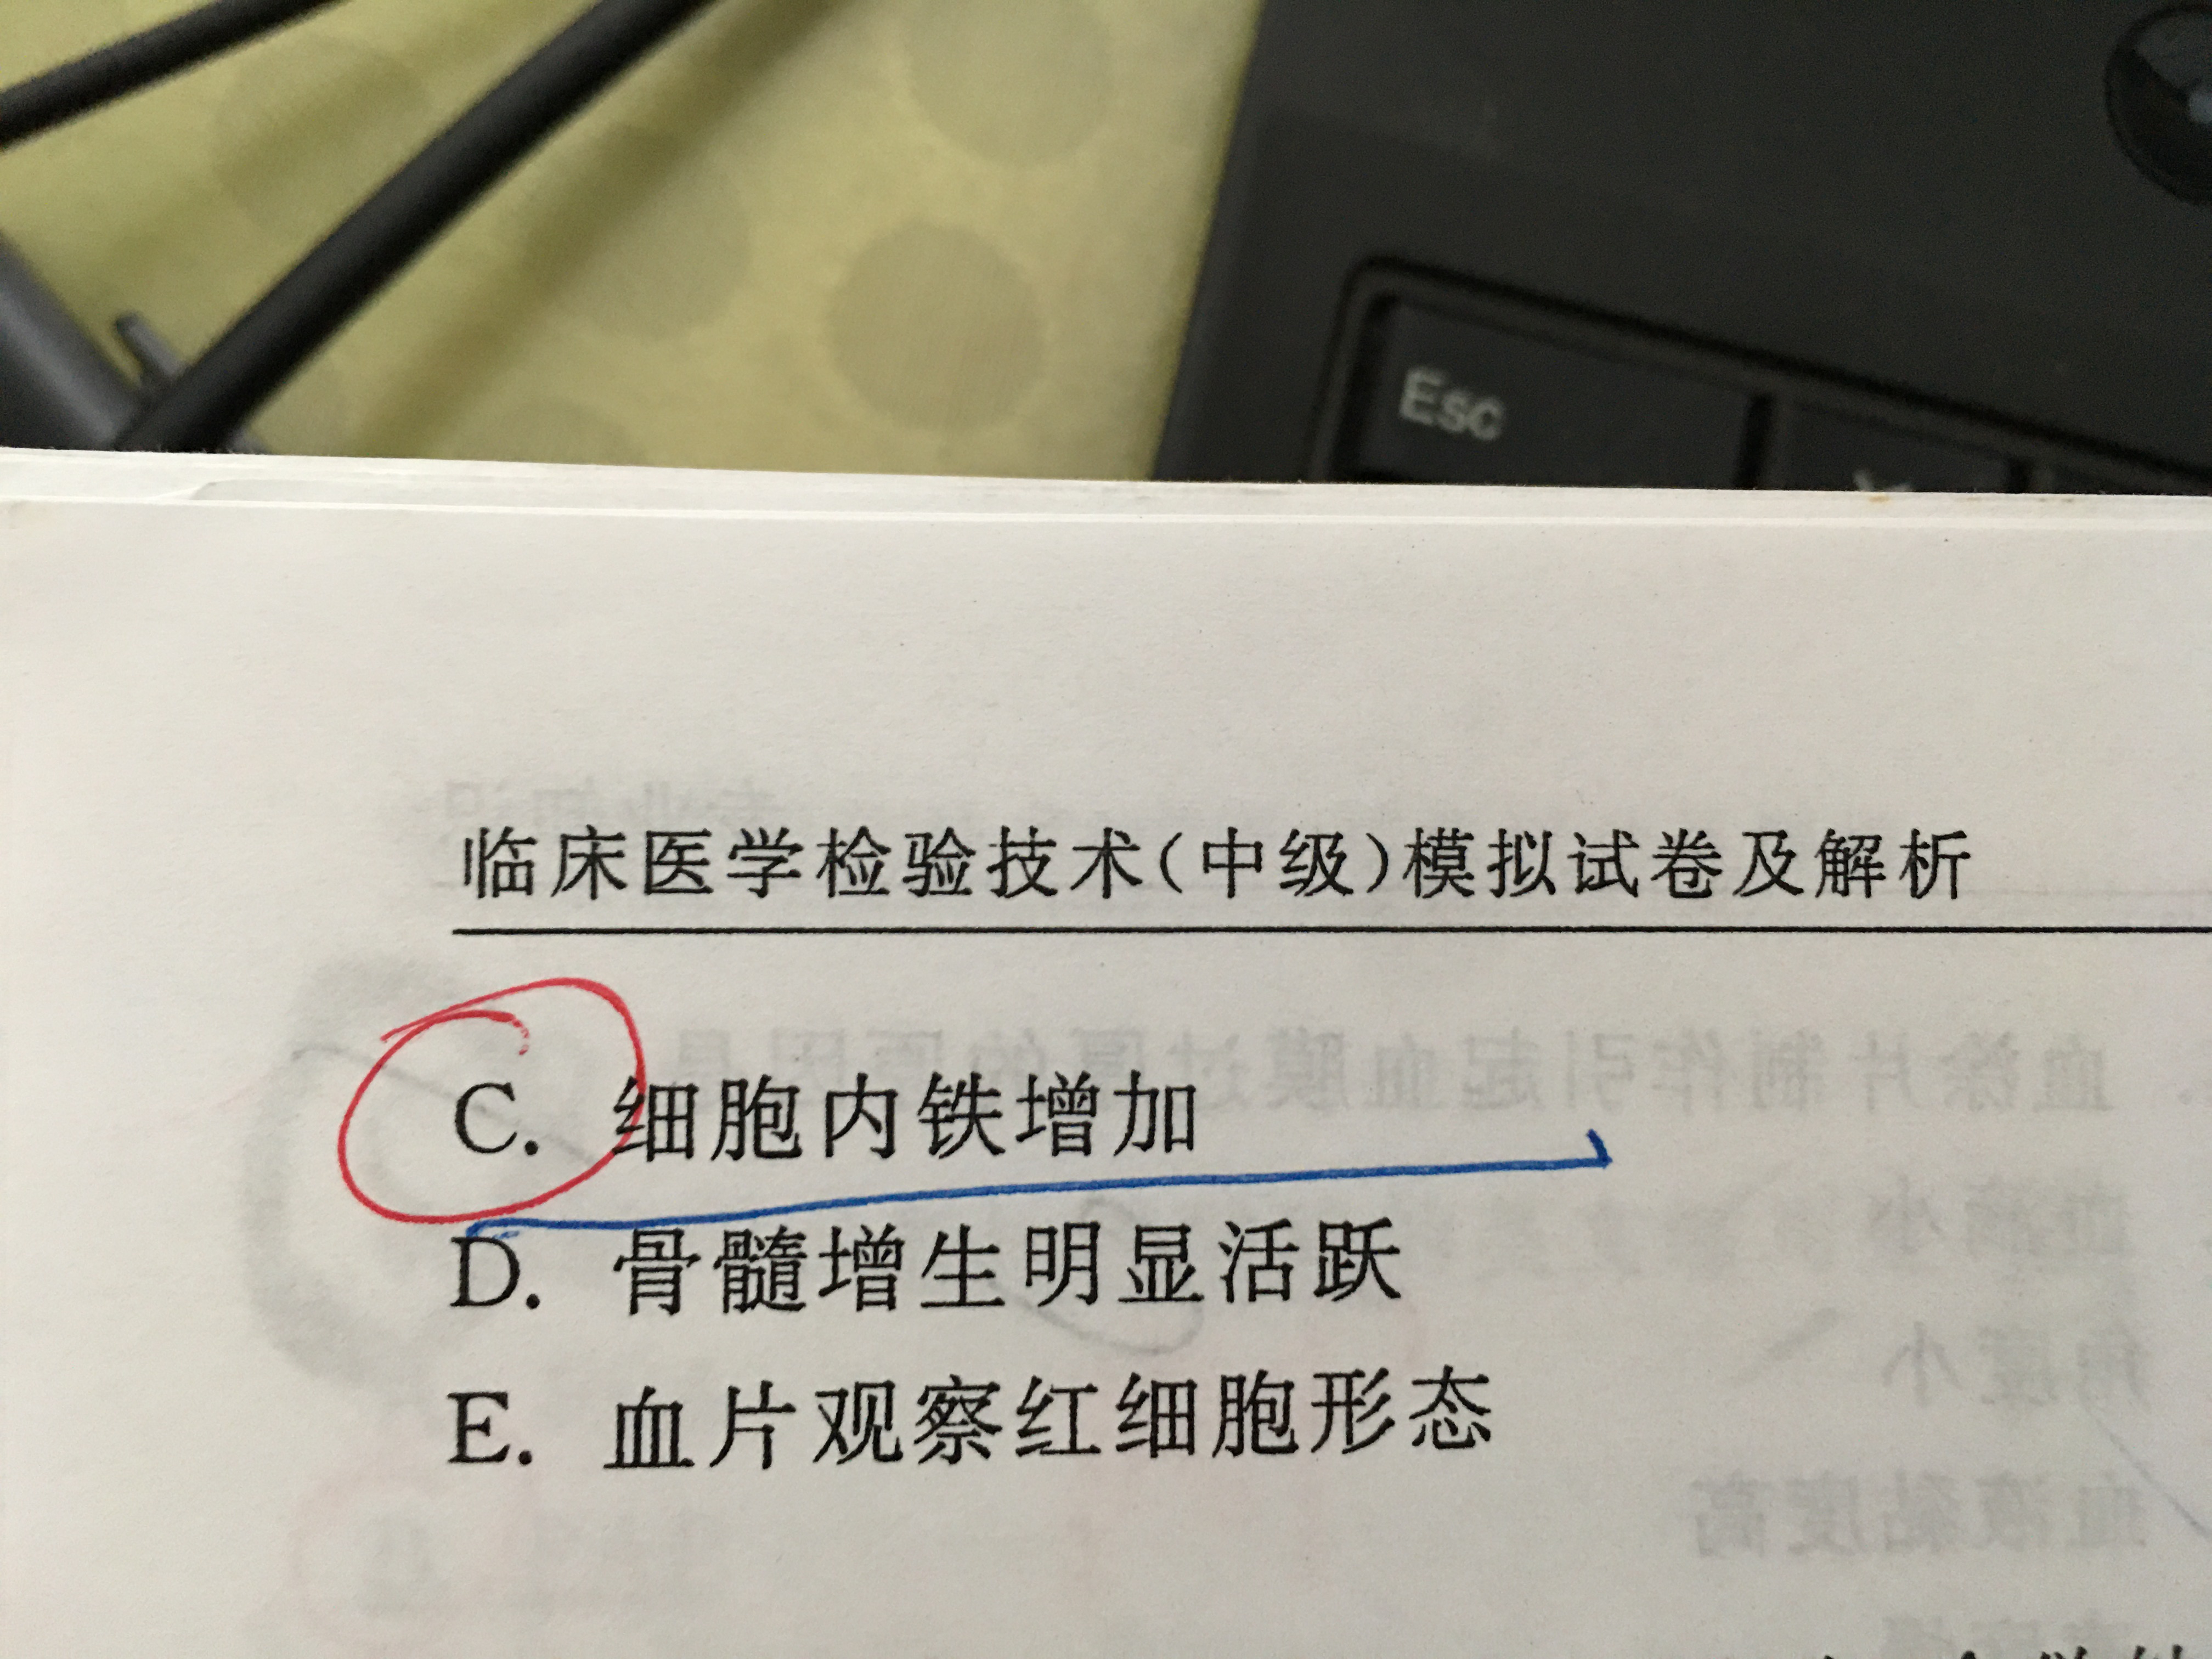 临床医学检验技术(中级)模拟试卷及解析
C. 细胞内铁增加
D. 骨髓增生明显活跃
E. 血片观察红细胞形态
Esc